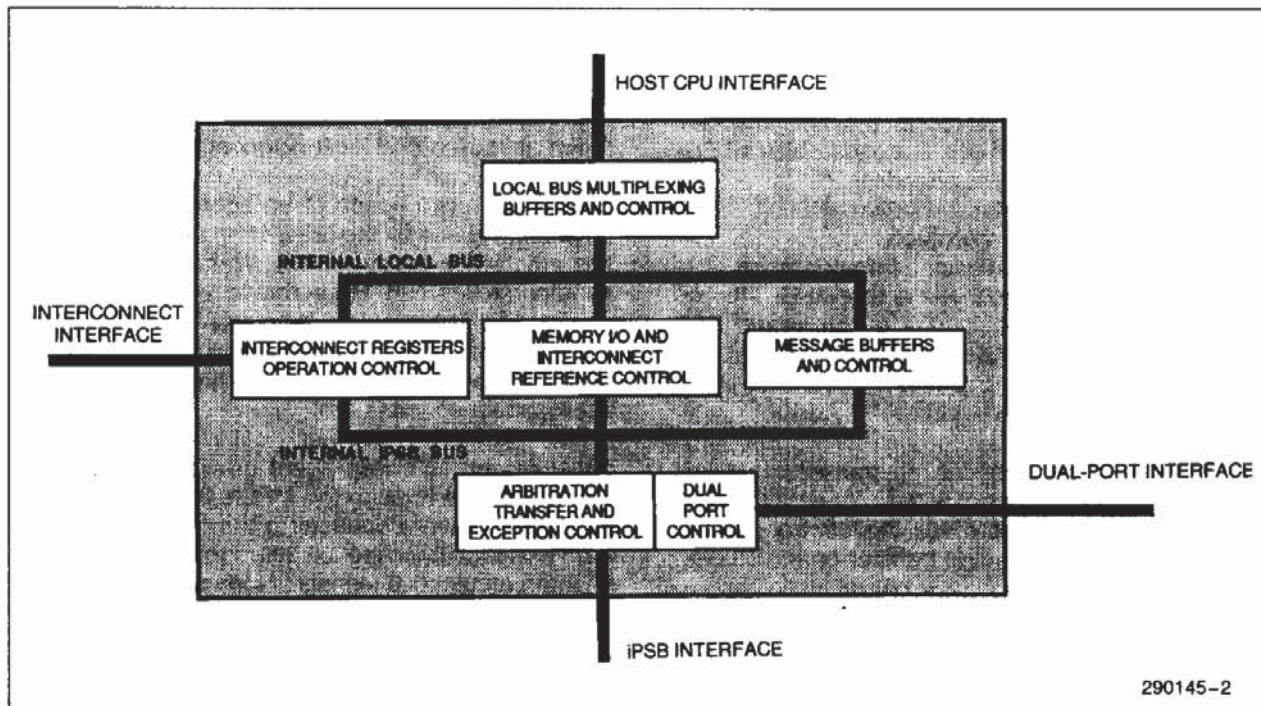 HOST CPU INTERFACE
LOCAL BUS MULTIPLEXING
BUFFERS AND CONTROL
INTERNAL LOCAL BUS
INTERCONNECT
INTERFACE
INTERCONNECT REGISTERS
OPERATION CONTROL
MEMORY I/O AND
INTERCONNECT
REFERENCE CONTROL
MESSAGE BUFFERS
AND CONTROL
INTERNAL iPSB BUS
ARBITRATION
TRANSFER AND
EXCEPTION CONTROL
DUAL
PORT
CONTROL
DUAL-PORT INTERFACE
iPSB INTERFACE
290145-2